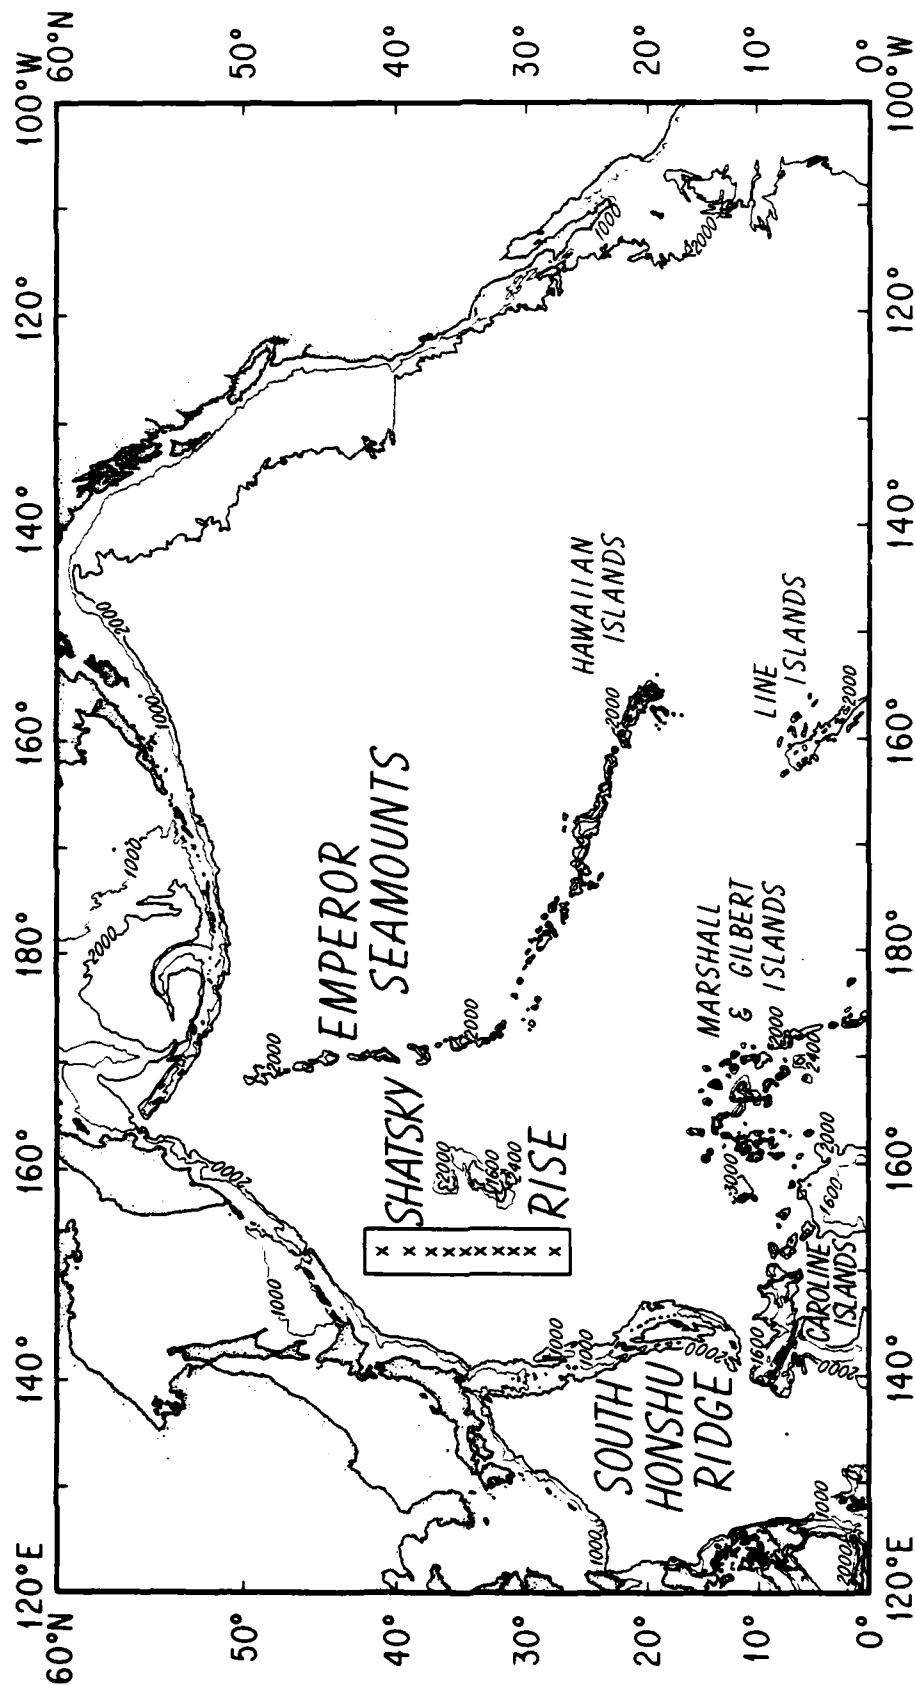 120°E 140° 160° 180° 160° 140° 120° 100°W
60°N 60°N
2000
1000
2000
1000
50° 50°
2000
1000
2000
EMPEROR
SEAMOUNTS
40° 40°
SHATSKY
2000
2000
1600
2400
RISE
30° 30°
1000
1000
1000
HAWAIIAN
ISLANDS
2000
1000
SOUTH
HONSHU
RIDGE
20° 20°
2000
2000
MARSHALL
& GILBERT
ISLANDS
3000
2000
2400
10° 10°
1600
LINE
ISLANDS
CAROLINE
ISLANDS
2000
1600
1000
2000
2000
2000
0° 0°
120°E 140° 160° 180° 160° 140° 120° 100°W